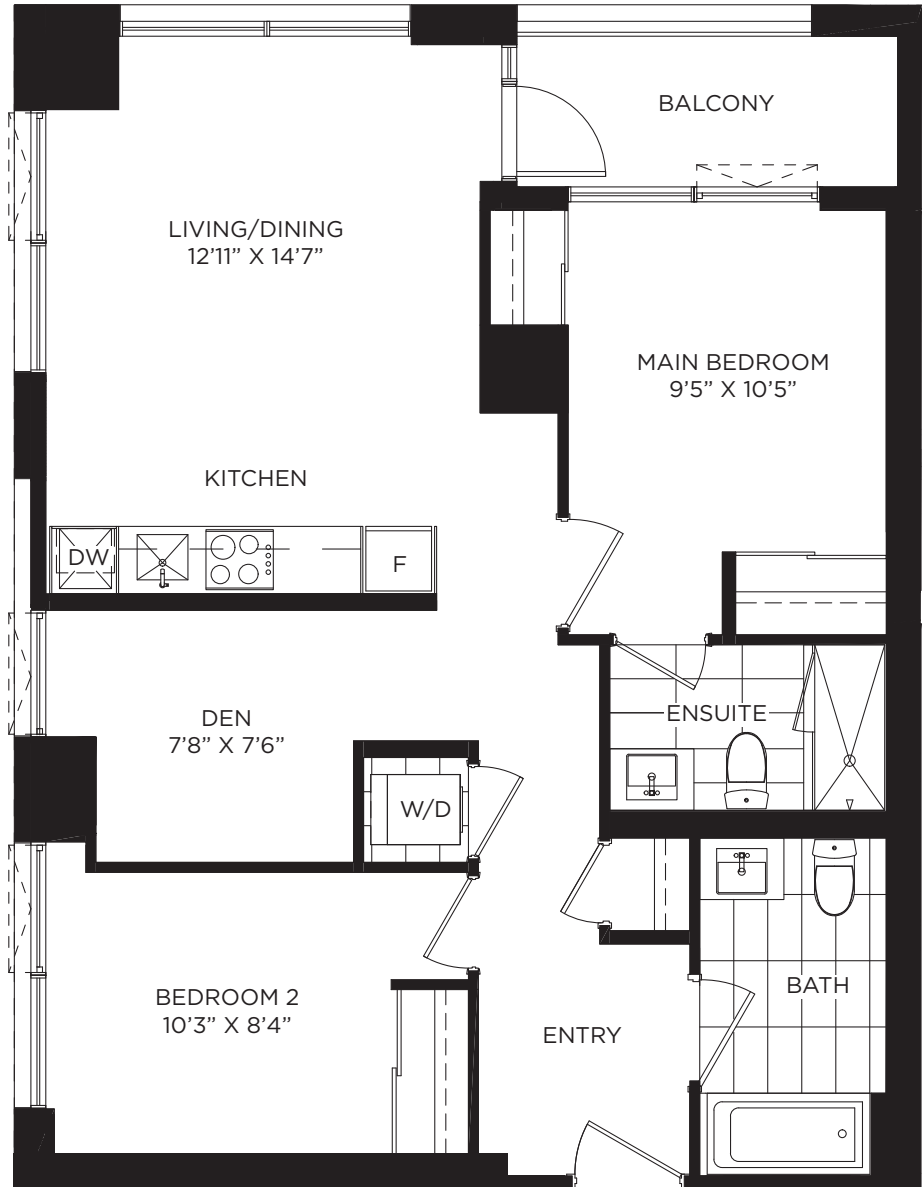 BALCONY
LIVING/DINING
12’11” X 14’7”
MAIN BEDROOM
9’5” X 10’5”
KITCHEN
DW
F
DEN
7’8” X 7’6”
ENSUITE
W/D
BEDROOM 2
10’3” X 8’4”
BATH
ENTRY